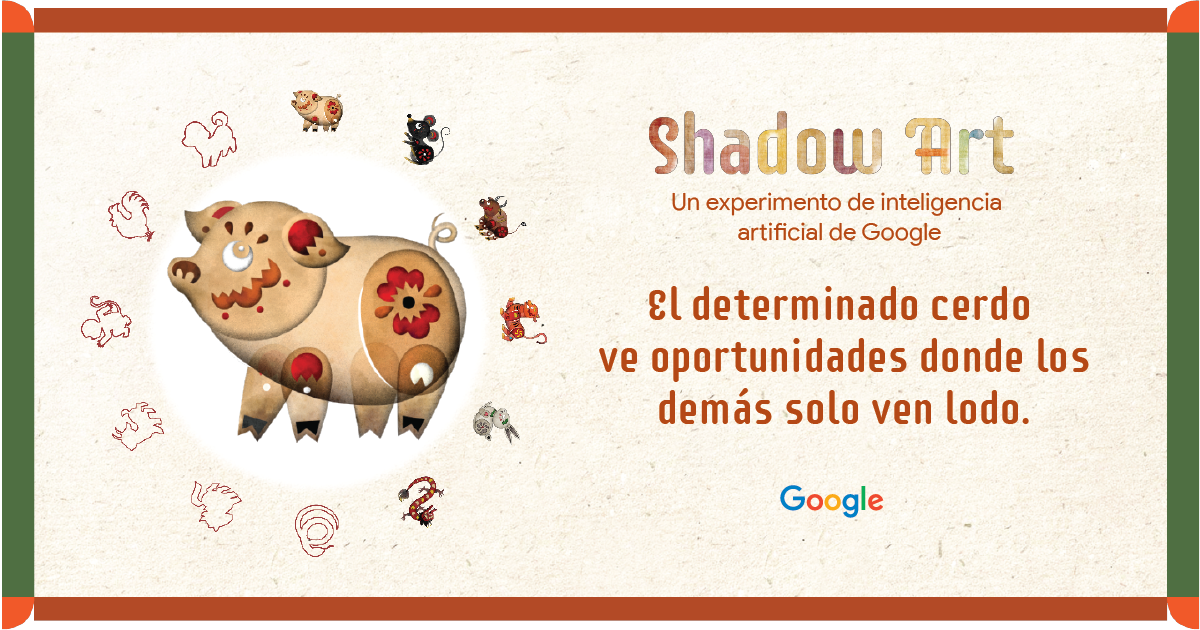 Shadow Art
Un experimento de inteligencia
artificial de Google
El determinado cerdo
ve oportunidades donde los
demás solo ven lodo.
Google